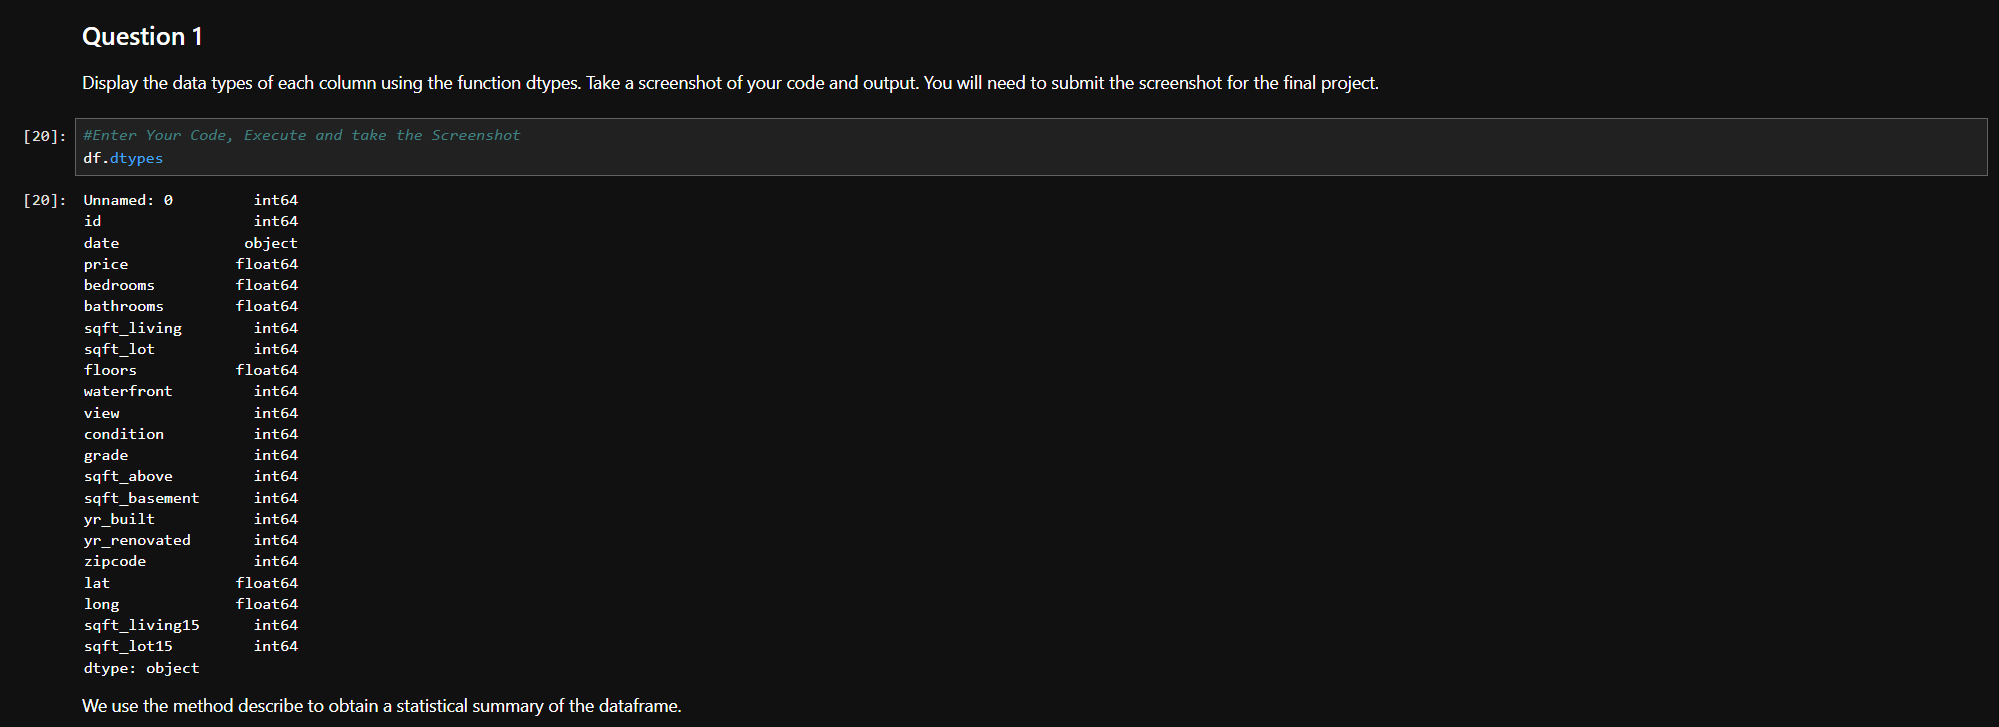 Question 1
Display the data types of each column using the function dtypes. Take a screenshot of your code and output. You will need to submit the screenshot for the final project.
[20]: #Enter Your Code, Execute and take the Screenshot
df.dtypes
[20]: Unnamed: 0 int64
id int64
date object
price float64
bedrooms float64
bathrooms float64
sqft_living int64
sqft_lot int64
floors float64
waterfront int64
view int64
condition int64
grade int64
sqft_above int64
sqft_basement int64
yr_built int64
yr_renovated int64
zipcode int64
lat float64
long float64
sqft_living15 int64
sqft_lot15 int64
dtype: object
We use the method describe to obtain a statistical summary of the dataframe.